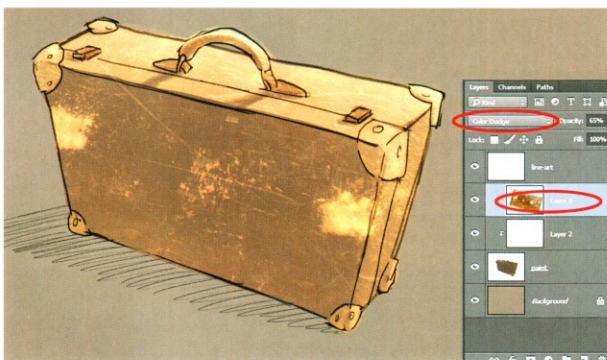 Layers Channels Paths
Kind
Color Dodge Opacity: 65%
Lock: Fill: 100%
line-art
Layer 3
Layer 2
paint
Background